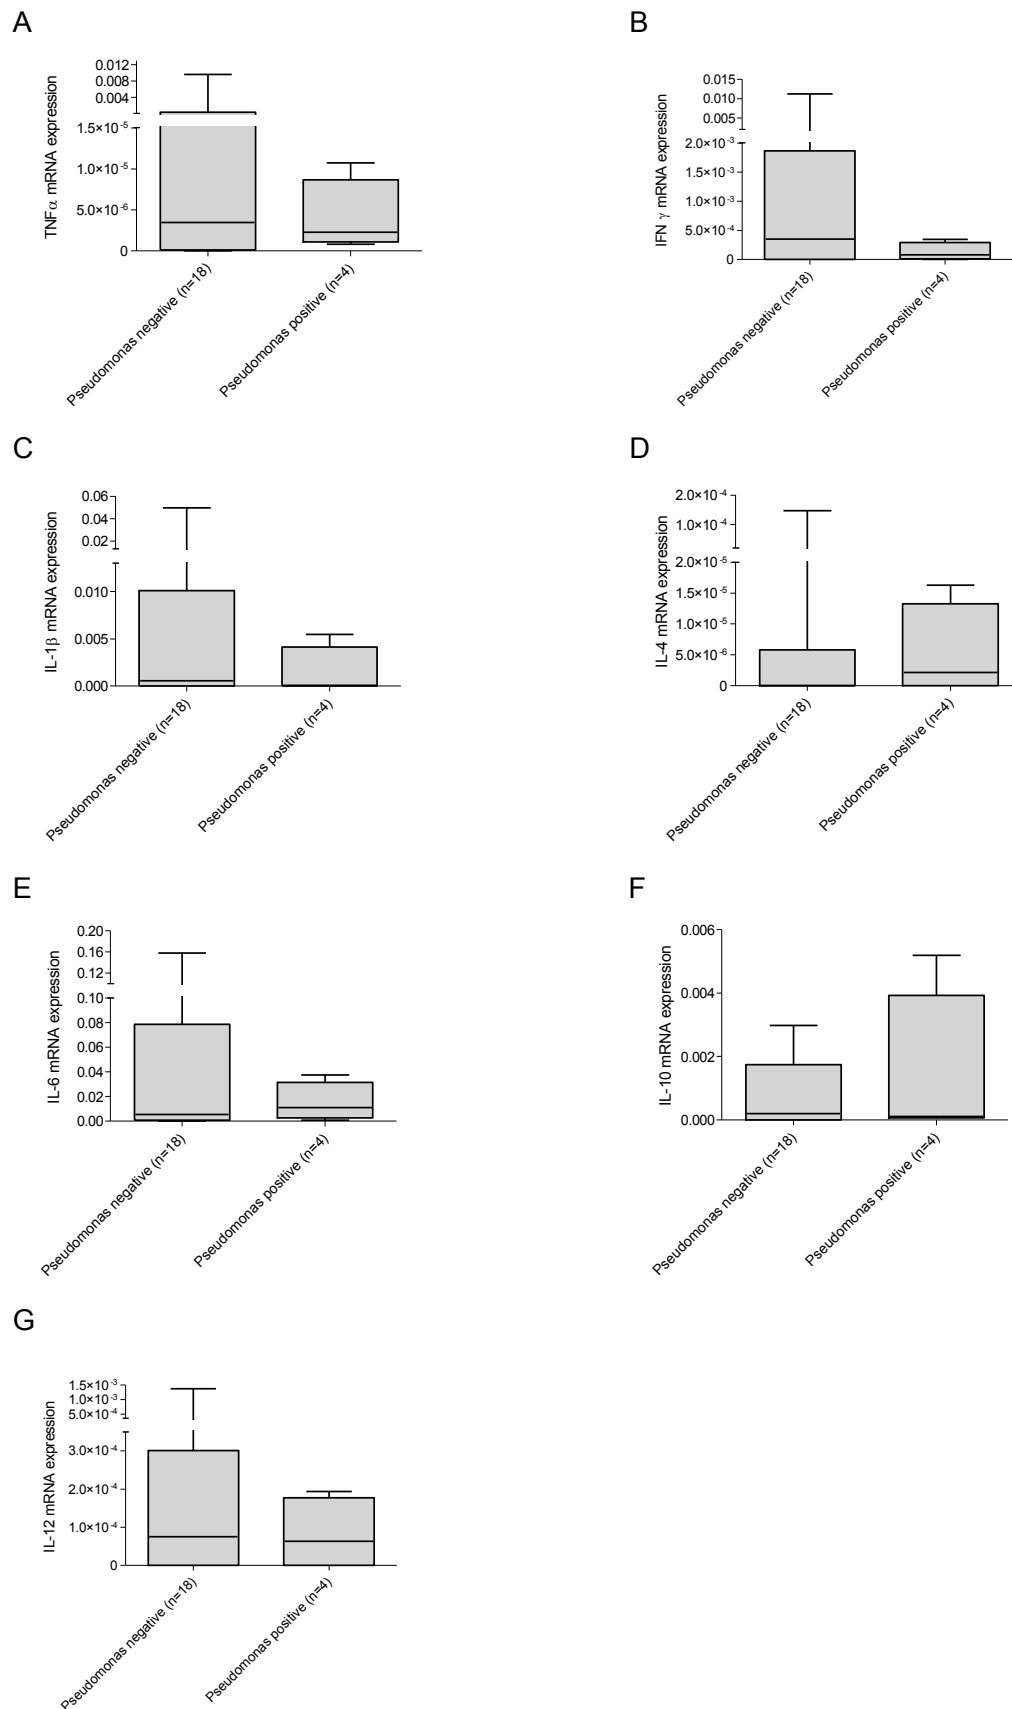 A
TNFα mRNA expression
0.012
0.008
0.004
1.5×10⁻⁵
1.0×10⁻⁵
5.0×10⁻⁶
0
Pseudomonas negative (n=18)
Pseudomonas positive (n=4)
B
IFN γ mRNA expression
0.015
0.010
0.005
2.0×10⁻³
1.5×10⁻³
1.0×10⁻³
5.0×10⁻⁴
0
Pseudomonas negative (n=18)
Pseudomonas positive (n=4)
C
IL-1β mRNA expression
0.06
0.04
0.02
0.010
0.005
0.000
Pseudomonas negative (n=18)
Pseudomonas positive (n=4)
D
IL-4 mRNA expression
2.0×10⁻⁴
1.0×10⁻⁴
2.0×10⁻⁵
1.5×10⁻⁵
1.0×10⁻⁵
5.0×10⁻⁶
0
Pseudomonas negative (n=18)
Pseudomonas positive (n=4)
E
IL-6 mRNA expression
0.20
0.16
0.12
0.10
0.08
0.06
0.04
0.02
0.00
Pseudomonas negative (n=18)
Pseudomonas positive (n=4)
F
IL-10 mRNA expression
0.006
0.004
0.002
0.000
Pseudomonas negative (n=18)
Pseudomonas positive (n=4)
G
IL-12 mRNA expression
1.5×10⁻³
1.0×10⁻³
5.0×10⁻⁴
3.0×10⁻⁴
2.0×10⁻⁴
1.0×10⁻⁴
0
Pseudomonas negative (n=18)
Pseudomonas positive (n=4)